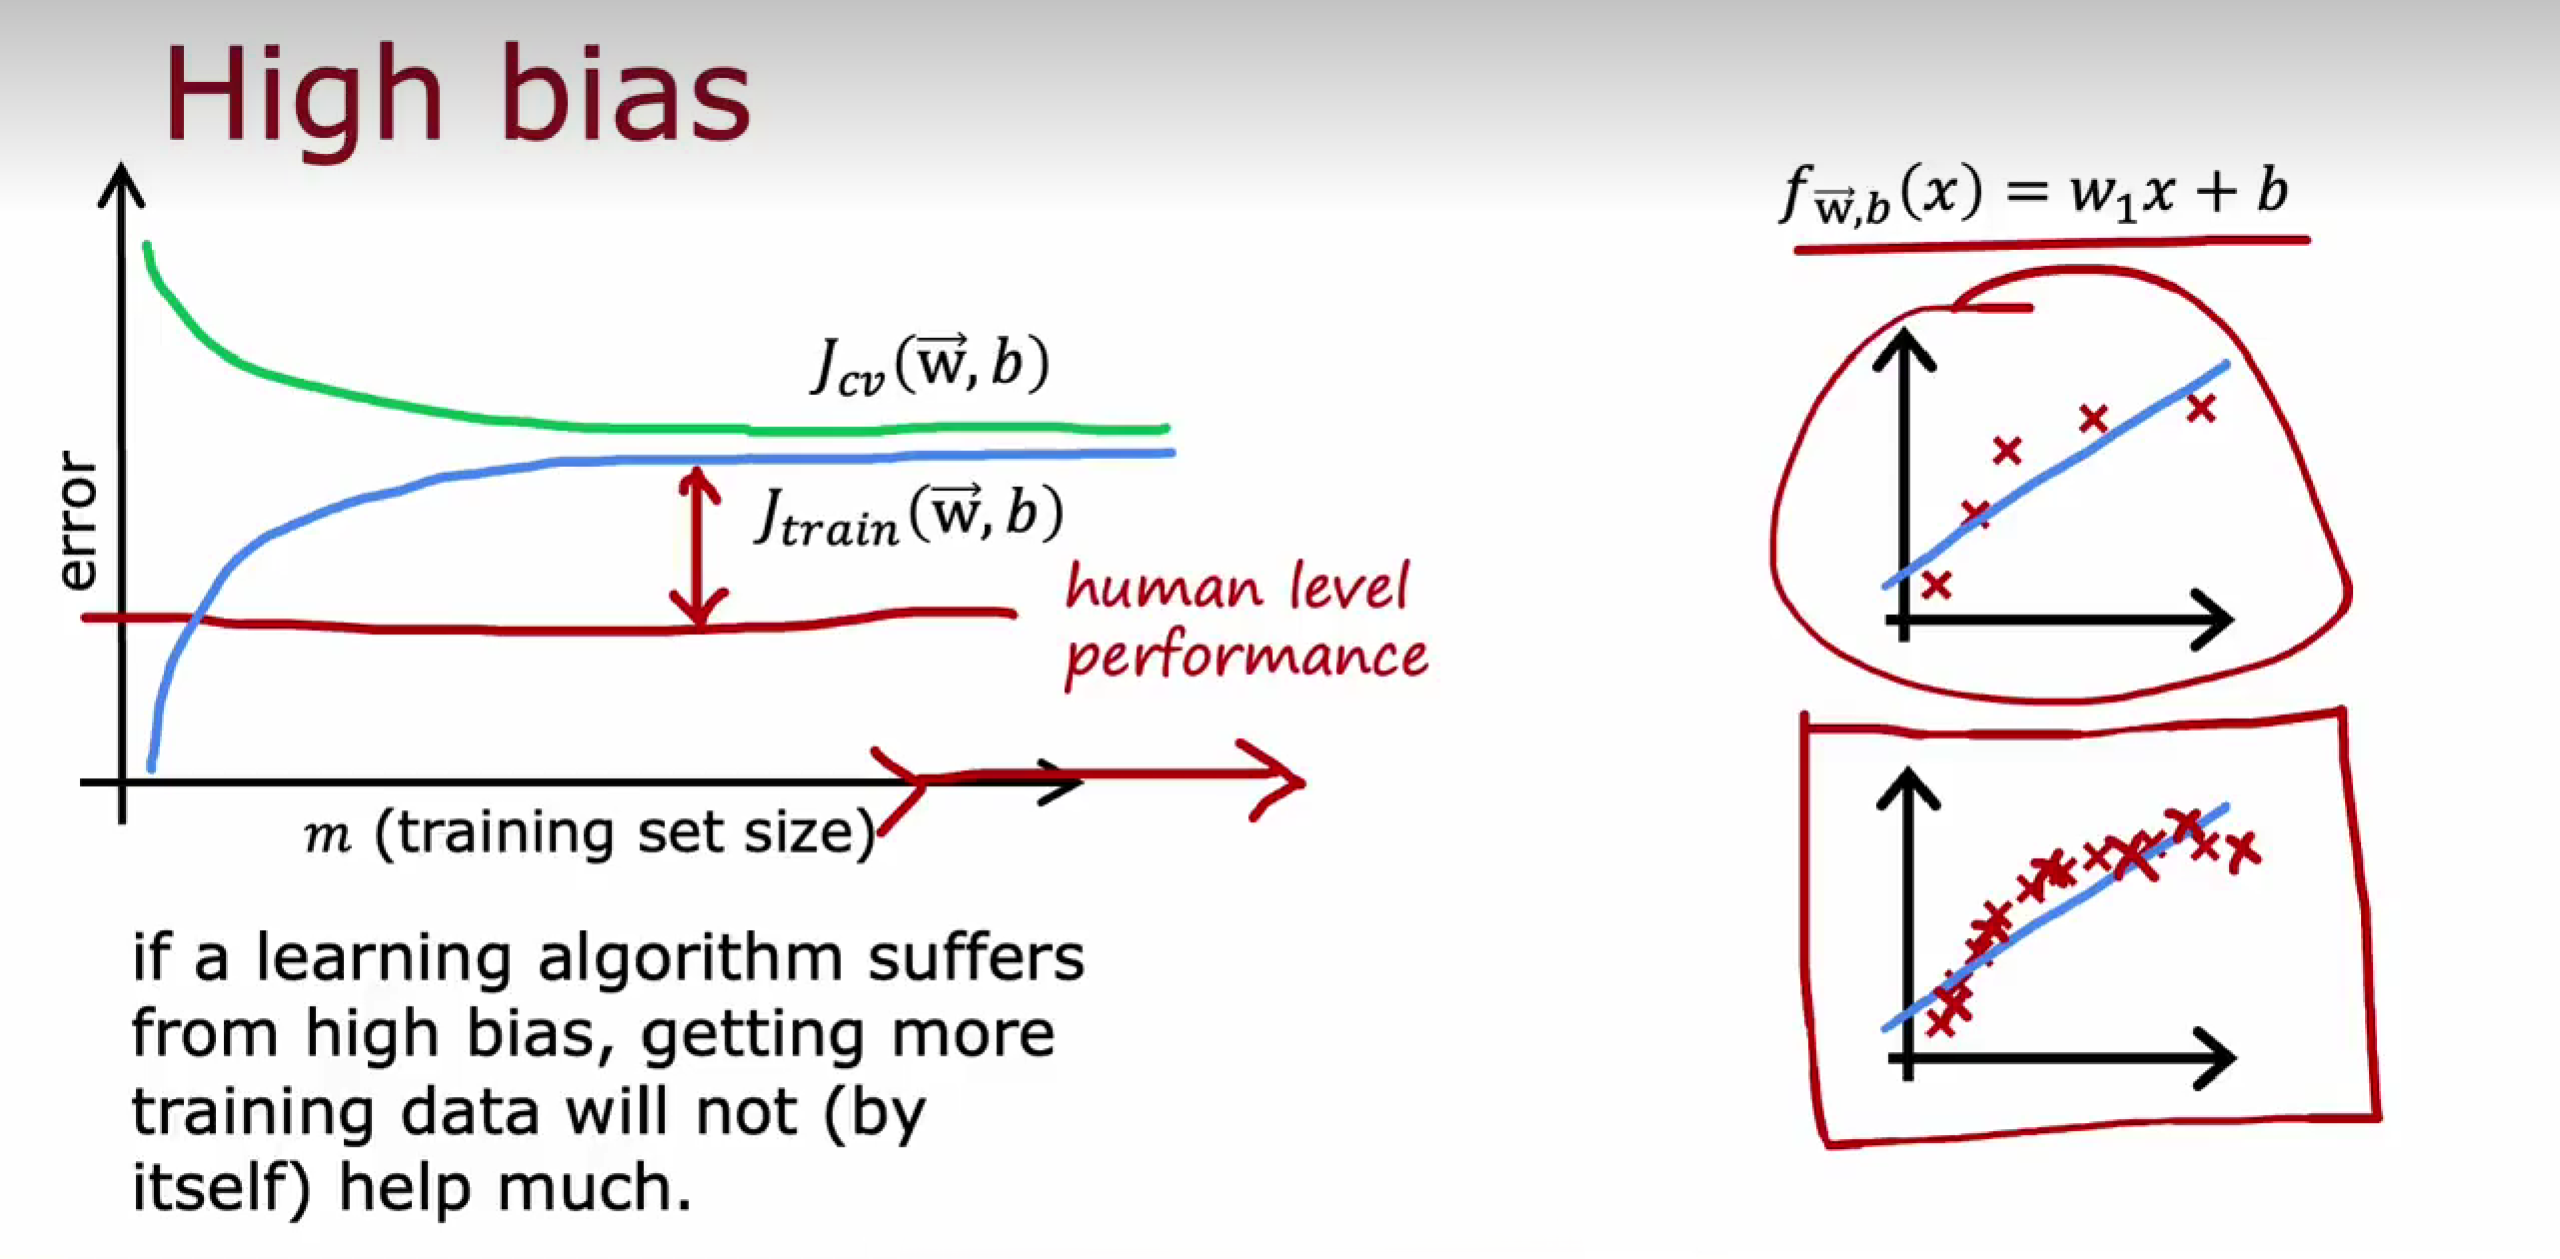 High bias
error
J_{cv}(\vec{w}, b)
J_{train}(\vec{w}, b)
human level
performance
m (training set size)
if a learning algorithm suffers
from high bias, getting more
training data will not (by
itself) help much.
f_{\vec{w},b}(x) = w_1x + b